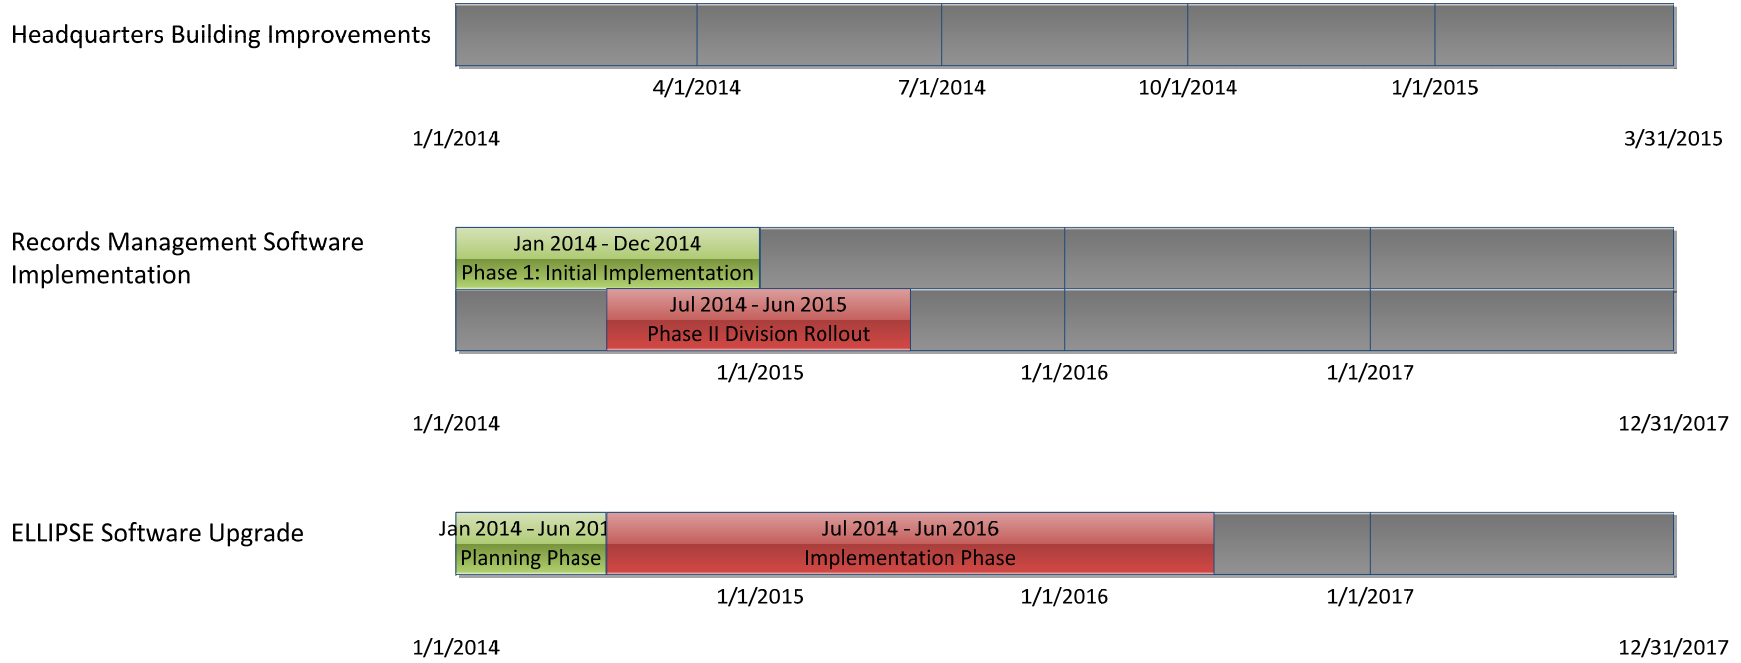 Headquarters Building Improvements
4/1/2014 7/1/2014 10/1/2014 1/1/2015
1/1/2014 3/31/2015
Records Management Software
Implementation
Jan 2014 - Dec 2014
Phase 1: Initial Implementation
Jul 2014 - Jun 2015
Phase II Division Rollout
1/1/2015 1/1/2016 1/1/2017
1/1/2014 12/31/2017
ELLIPSE Software Upgrade
Jan 2014 - Jun 201
Planning Phase
Jul 2014 - Jun 2016
Implementation Phase
1/1/2015 1/1/2016 1/1/2017
1/1/2014 12/31/2017